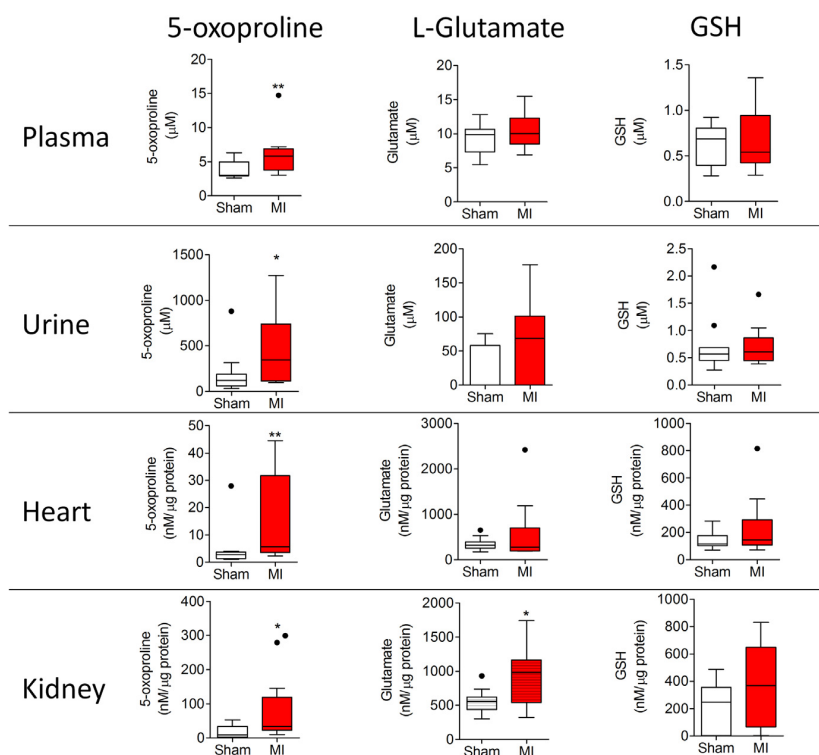 5-oxoproline L-Glutamate GSH
Plasma
5-oxoproline
(µM)
20
15
10
5
0
**
Sham MI
Glutamate
(µM)
20
15
10
5
0
Sham MI
GSH
(µM)
1.5
1.0
0.5
0.0
Sham MI
Urine
5-oxoproline
(µM)
1500
1000
500
0
*
Sham MI
Glutamate
(µM)
200
150
100
50
0
Sham MI
GSH
(µM)
2.5
2.0
1.5
1.0
0.5
0.0
Sham MI
Heart
5-oxoproline
(nM/µg protein)
50
40
30
20
10
0
**
Sham MI
Glutamate
(nM/µg protein)
3000
2000
1000
0
Sham MI
GSH
(nM/µg protein)
1000
800
600
400
200
0
Sham MI
Kidney
5-oxoproline
(nM/µg protein)
400
300
200
100
0
*
Sham MI
Glutamate
(nM/µg protein)
2000
1500
1000
500
0
*
Sham MI
GSH
(nM/µg protein)
1000
800
600
400
200
0
Sham MI